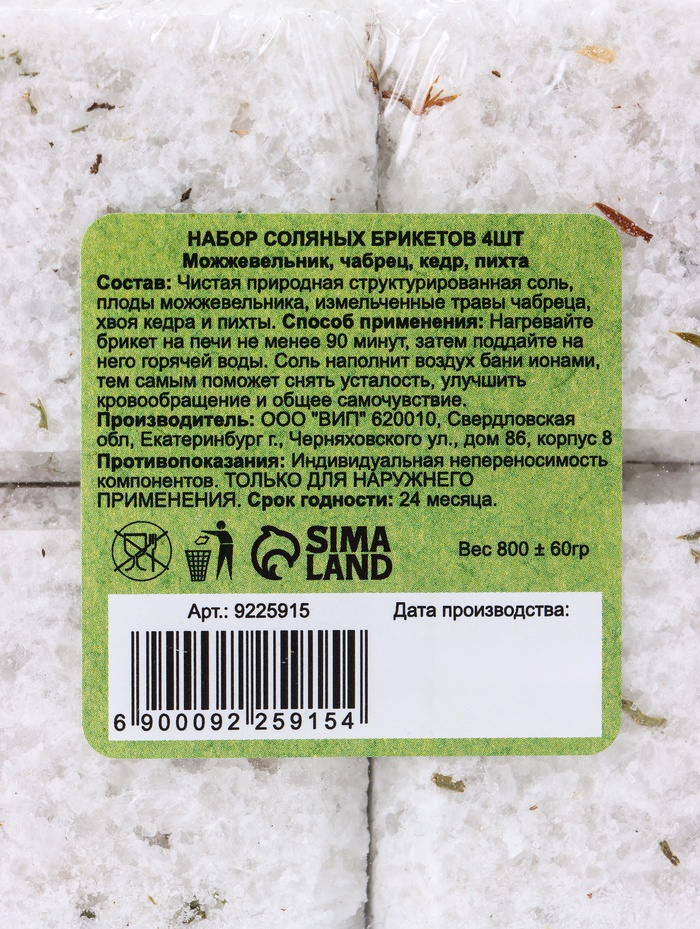 НАБОР СОЛЯНЫХ БРИКЕТОВ 4ШТ
Можжевельник, чабрец, кедр, пихта
Состав: Чистая природная структурированная соль,
плоды можжевельника, измельченные травы чабреца,
хвоя кедра и пихты. Способ применения: Нагревайте
брикет на печи не менее 90 минут, затем поддайте на
него горячей воды. Соль наполнит воздух бани ионами,
тем самым поможет снять усталость, улучшить
кровообращение и общее самочувствие.
Производитель: ООО "ВИП" 620010, Свердловская
обл, Екатеринбург г., Черняховского ул., дом 86, корпус 8
Противопоказания: Индивидуальная непереносимость
компонентов. ТОЛЬКО ДЛЯ НАРУЖНЕГО
ПРИМЕНЕНИЯ. Срок годности: 24 месяца.
SIMA
LAND
Вес 800 ± 60гр
Арт.: 9225915
Дата производства:
6 900092 259154